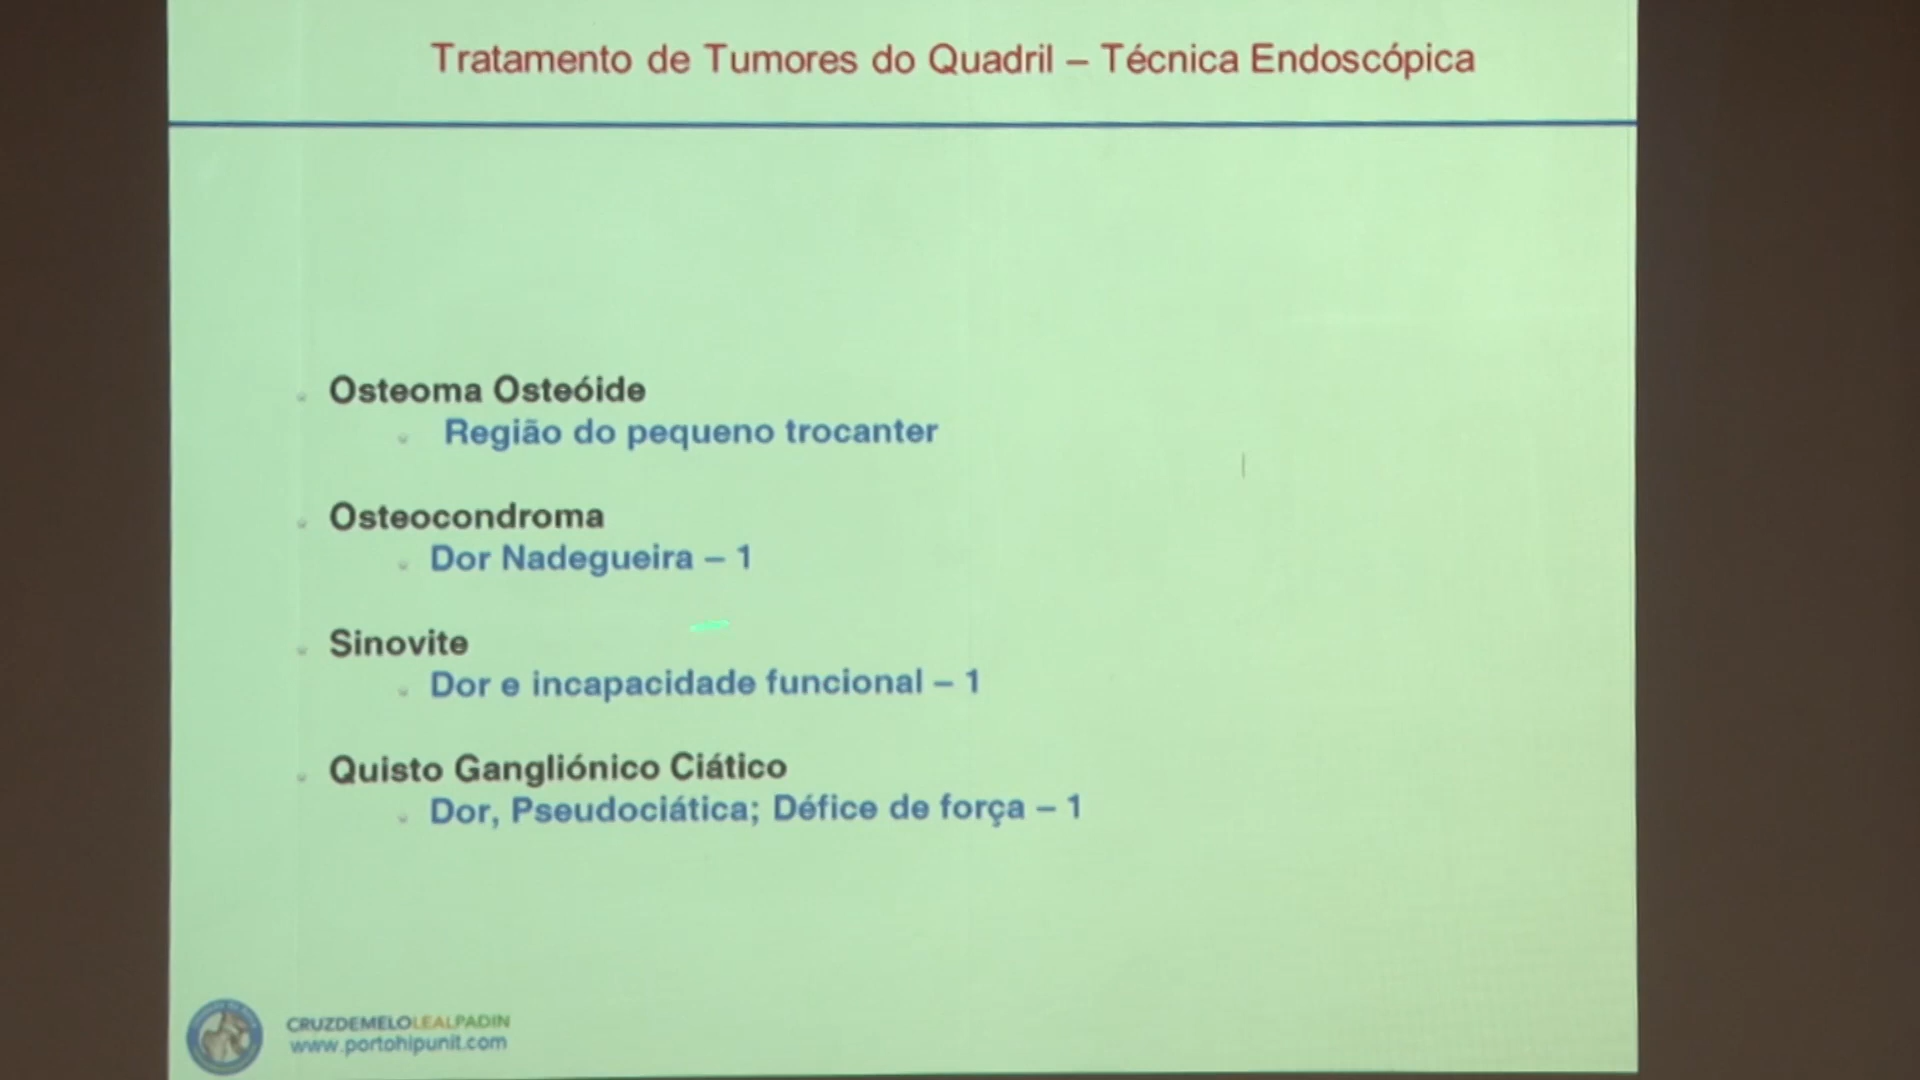 Tratamento de Tumores do Quadril – Técnica Endoscópica
Osteoma Osteóide
Região do pequeno trocanter
Osteocondroma
Dor Nadegueira – 1
Sinovite
Dor e incapacidade funcional – 1
Quisto Gangliónico Ciático
Dor, Pseudociática; Défice de força – 1
CRUZDEMELOLEALPADIN
www.portohipunit.com